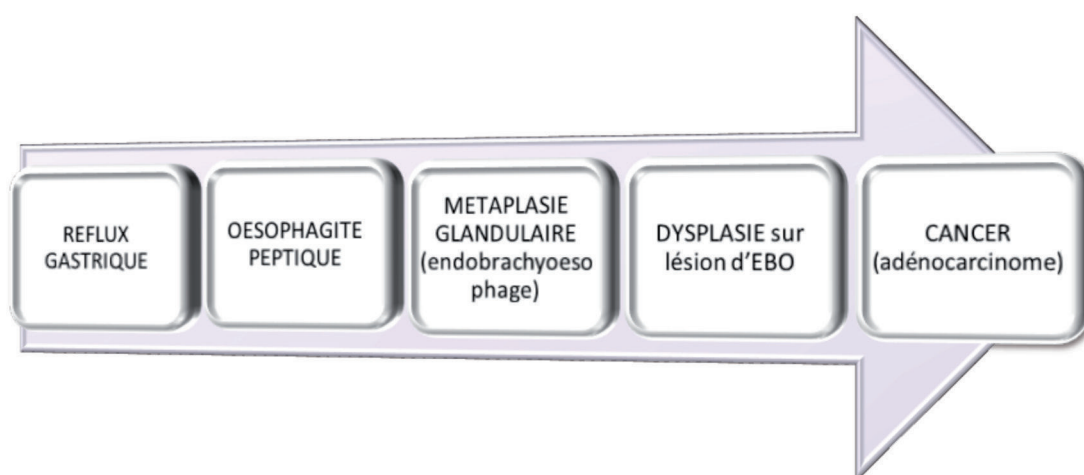 REFLUX
GASTRIQUE
OESOPHAGITE
PEPTIQUE
METAPLASIE
GLANDULAIRE
(endobrachyoeso
phage)
DYSPLASIE sur
lésion d'EBO
CANCER
(adénocarcinome)